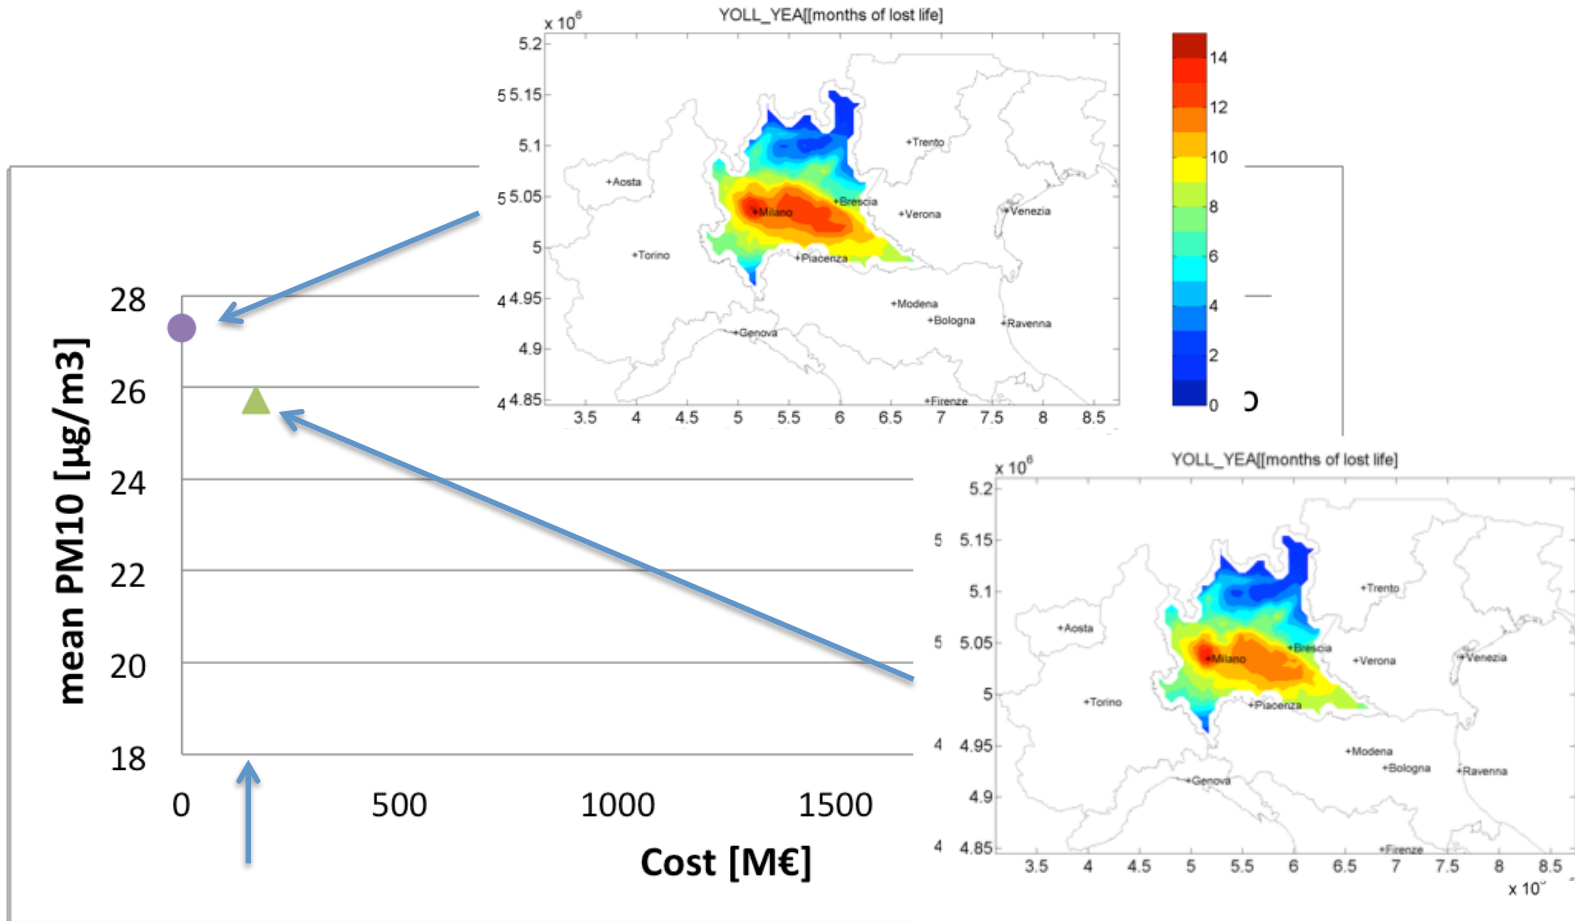 YOLL_YEA[[months of lost life]
x 10⁶
5.2
5 5.15
5.1
5 5.05
5
4 4.95
4.9
4 4.85
3.5 4 4.5 5 5.5 6 6.5 7 7.5 8 8.5
+Trento
+Aosta
+Milano
+Brescia
+Verona
+Venezia
+Torino
+Piacenza
+Modena
+Bologna
+Ravenna
+Genova
+Firenze
14
12
10
8
6
4
2
0
mean PM10 [µg/m3]
28
26
24
22
20
18
0 500 1000 1500
Cost [M€]
YOLL_YEA[[months of lost life]
x 10⁶
5.2
5 5.15
5.1
5 5.05
5
4 4.95
4.9
4 4.85
3.5 4 4.5 5 5.5 6 6.5 7 7.5 8 8.5
x 10
+Trento
+Aosta
+Milano
+Brescia
+Verona
+Venezia
+Torino
+Piacenza
+Modena
+Bologna
+Ravenna
+Genova
+Firenze